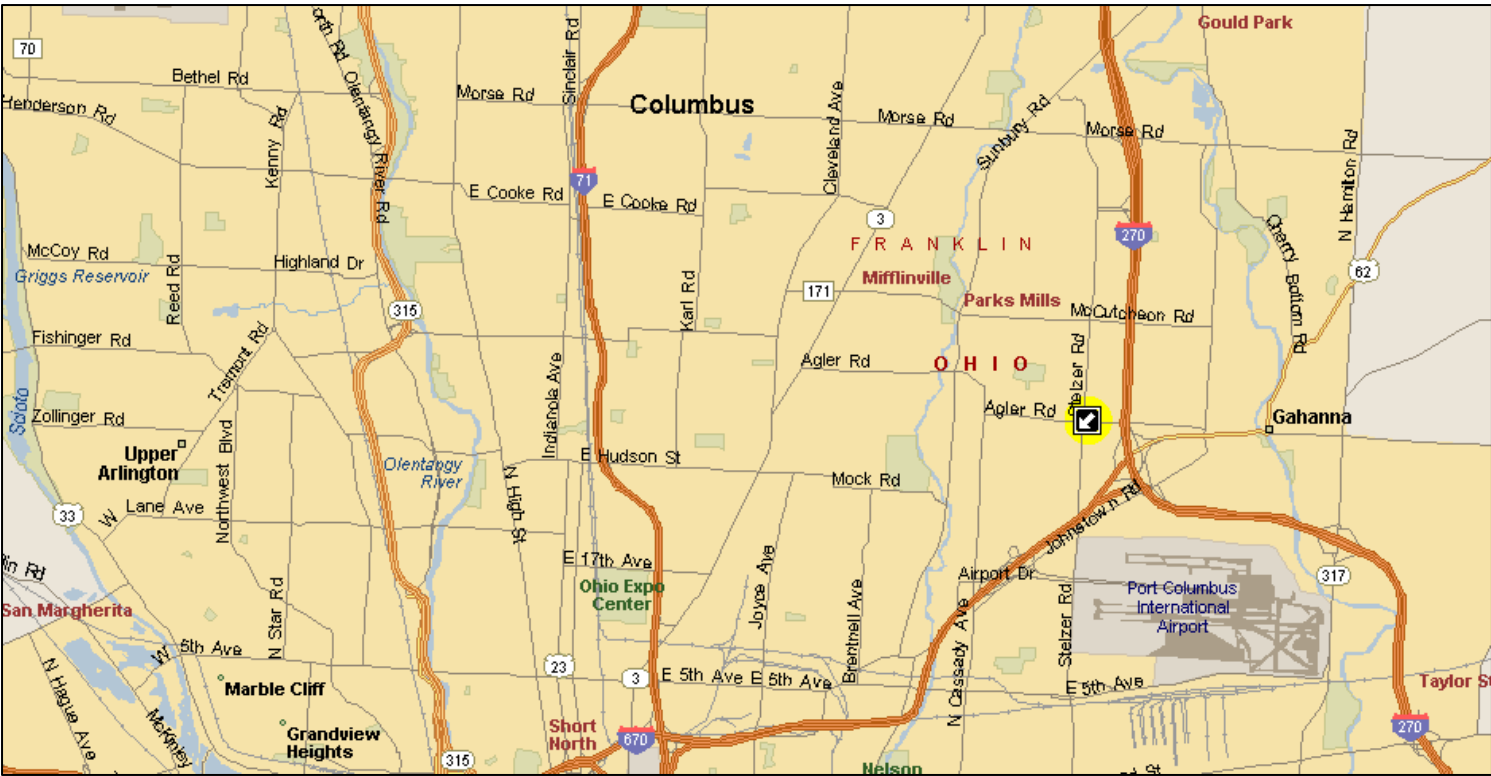 Gould Park
70
Bethel Rd
North Rd
Olentangy River Rd
Sinclair Rd
Henderson Rd
Morse Rd
Columbus
Cleveland Ave
Morse Rd
Sunbury Rd
Morse Rd
Kenny Rd
N Hamilton Rd
71
E Cooke Rd
E Cooke Rd
3
270
FRANKLIN
Cherry Bottom Rd
McCoy Rd
Highland Dr
Griggs Reservoir
Reed Rd
Mifflinville
62
171
Parks Mills
Karl Rd
315
McCutcheon Rd
Fishinger Rd
Tremont Rd
Agler Rd
OHIO
Stelzer Rd
Indianola Ave
Scioto
Zollinger Rd
Agler Rd
Gahanna
Northwest Blvd
Upper
Arlington
Olentangy
River
E Hudson St
Mock Rd
N High St
33
W Lane Ave
Johnstown Rd
E 17th Ave
Airport Dr
317
Ohio Expo
Center
Port Columbus
International
Airport
San Margherita
N Star Rd
Joyce Ave
Brentnell Ave
N Cassady Ave
Stelzer Rd
W 5th Ave
23
3
E 5th Ave
E 5th Ave
E 5th Ave
Taylor St
N Hague Ave
Marble Cliff
McKinley
Grandview
Heights
Short
North
670
270
315
Nelson